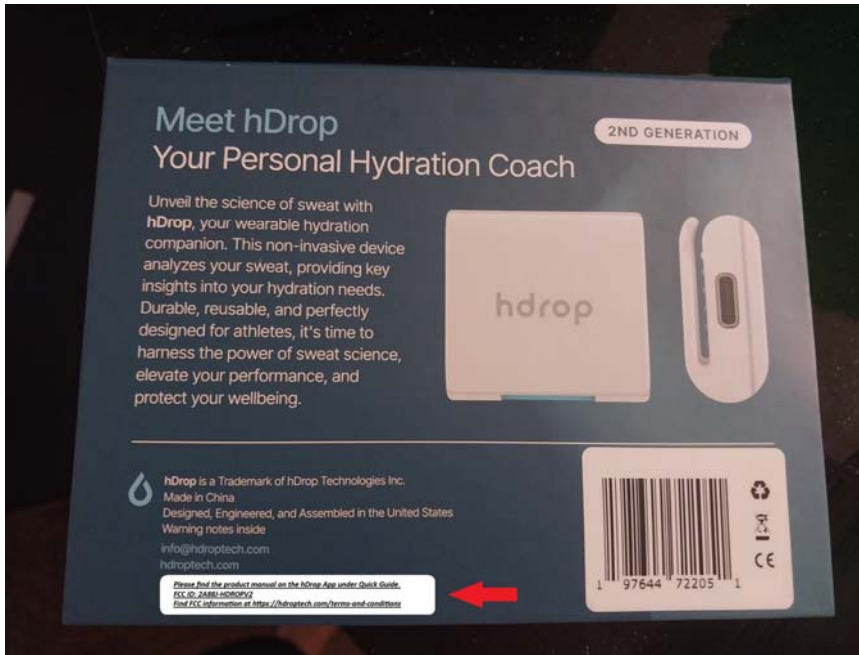 Meet hDrop
Your Personal Hydration Coach
2ND GENERATION
Unveil the science of sweat with
hDrop, your wearable hydration
companion. This non-invasive device
analyzes your sweat, providing key
insights into your hydration needs.
Durable, reusable, and perfectly
designed for athletes, it's time to
harness the power of sweat science,
elevate your performance, and
protect your wellbeing.
hdrop
hDrop is a Trademark of hDrop Technologies Inc.
Made in China
Designed, Engineered, and Assembled in the United States
Warning notes inside
info@hdroptech.com
hdroptech.com
Please find the product manual on the hDrop App under Quick Guide.
FCC ID: 2A8BJ-HDROPV2
Find FCC information at https://hdroptech.com/terms-and-conditions
1 97644 72205 1
CE